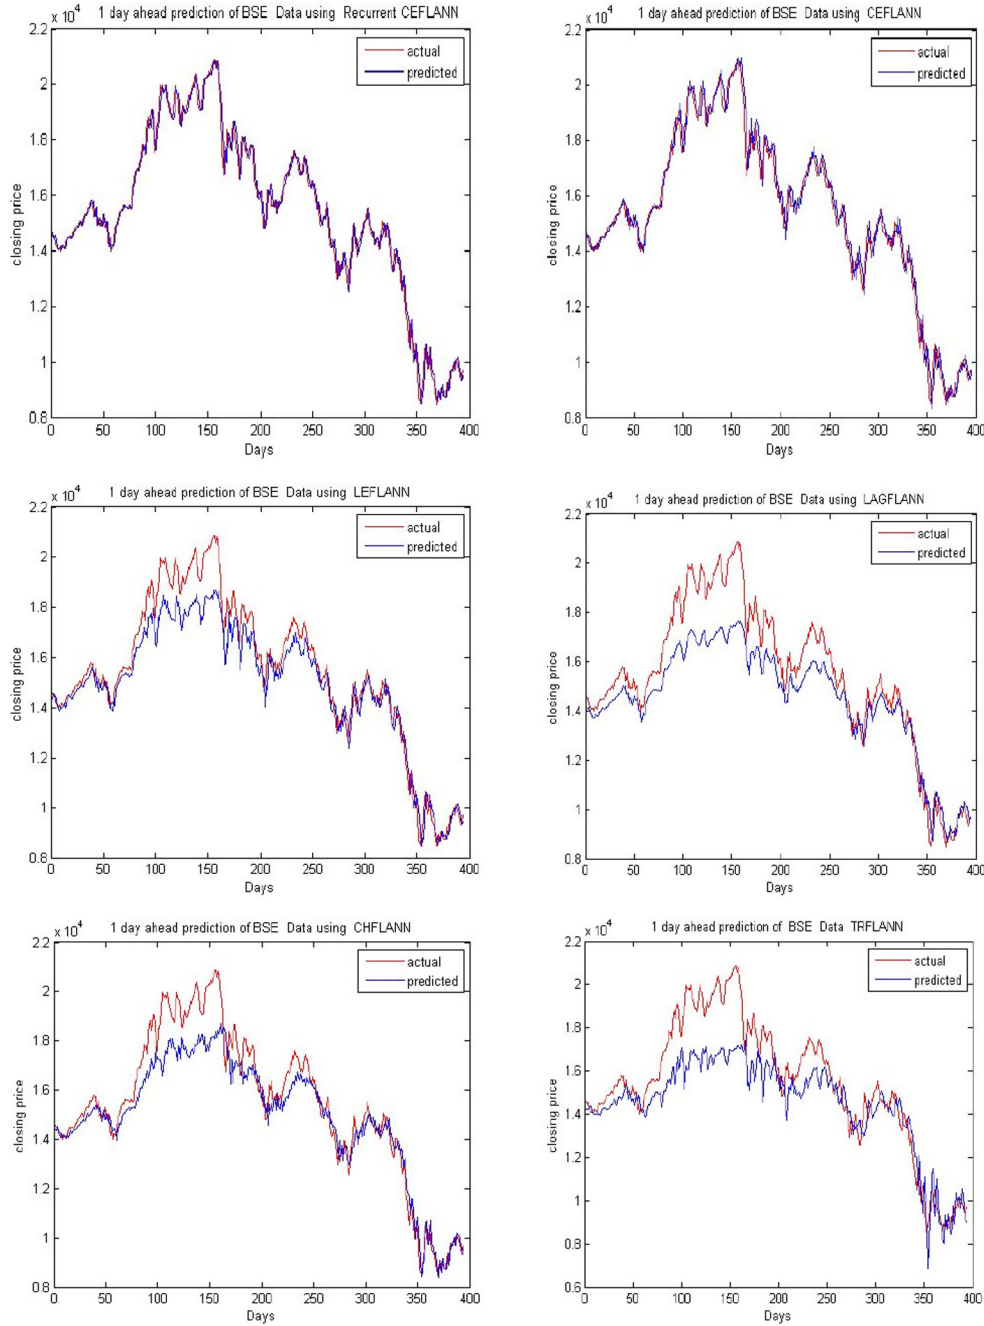 1 day ahead prediction of BSE Data using Recurrent CEFLANN
x 10^4
2.2
2
1.8
1.6
1.4
1.2
1
0.8
closing price
actual
predicted
0 50 100 150 200 250 300 350 400
Days
1 day ahead prediction of BSE Data using CEFLANN
x 10^4
2.2
2
1.8
1.6
1.4
1.2
1
0.8
closing price
actual
predicted
0 50 100 150 200 250 300 350 400
Days
1 day ahead prediction of BSE Data using LEFLANN
x 10^4
2.2
2
1.8
1.6
1.4
1.2
1
0.8
closing price
actual
predicted
0 50 100 150 200 250 300 350 400
Days
1 day ahead prediction of BSE Data using LAGFLANN
x 10^4
2.2
2
1.8
1.6
1.4
1.2
1
0.8
closing price
actual
predicted
0 50 100 150 200 250 300 350 400
Days
1 day ahead prediction of BSE Data using CHFLANN
x 10^4
2.2
2
1.8
1.6
1.4
1.2
1
0.8
closing price
actual
predicted
0 50 100 150 200 250 300 350 400
Days
1 day ahead prediction of BSE Data TRFLANN
x 10^4
2.2
2
1.8
1.6
1.4
1.2
1
0.8
0.6
closing price
actual
predicted
0 50 100 150 200 250 300 350 400
Days